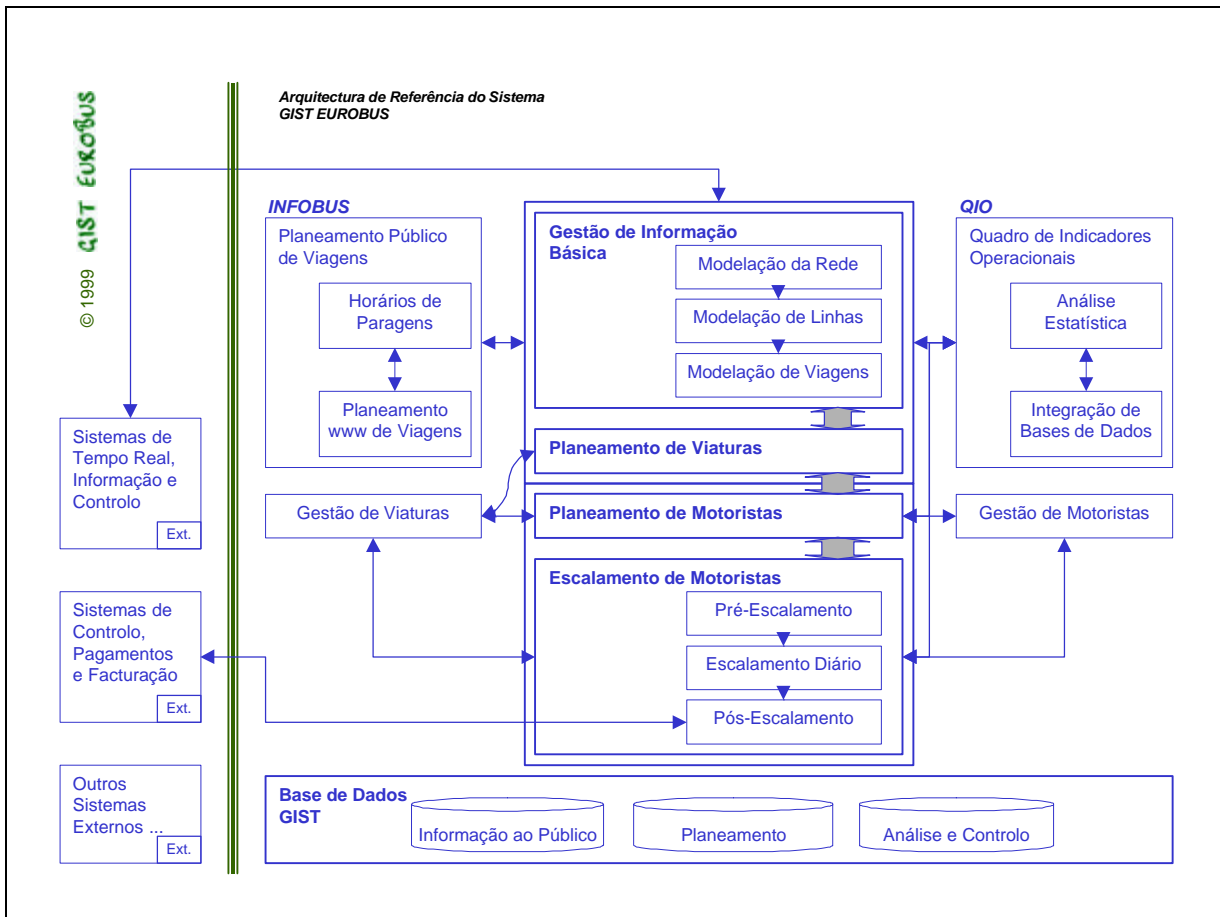 © 1999 GIST EUROBUS
Arquitectura de Referência do Sistema
GIST EUROBUS
INFOBUS
Planeamento Público
de Viagens
Horários de
Paragens
Planeamento
www de Viagens
Gestão de Informação
Básica
Modelação da Rede
Modelação de Linhas
Modelação de Viagens
QIO
Quadro de Indicadores
Operacionais
Análise
Estatística
Integração de
Bases de Dados
Sistemas de
Tempo Real,
Informação e
Controlo
Ext.
Planeamento de Viaturas
Gestão de Viaturas
Planeamento de Motoristas
Gestão de Motoristas
Escalamento de Motoristas
Pré-Escalamento
Escalamento Diário
Pós-Escalamento
Sistemas de
Controlo,
Pagamentos
e Facturação
Ext.
Outros
Sistemas
Externos ...
Ext.
Base de Dados
GIST
Informação ao Público
Planeamento
Análise e Controlo